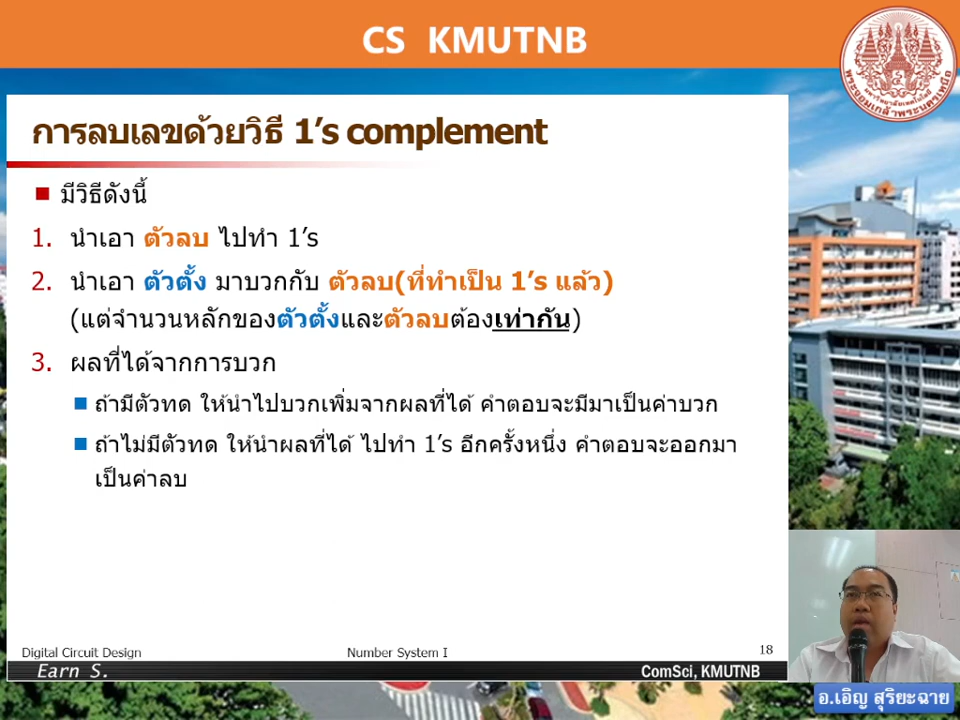 CS KMUTNB
การลบเลขด้วยวิธี 1’s complement
มีวิธีดังนี้
1. นำเอา ตัวลบ ไปทำ 1’s
2. นำเอา ตัวตั้ง มาบวกกับ ตัวลบ(ที่ทำเป็น 1’s แล้ว)
(แต่จำนวนหลักของตัวตั้งและตัวลบต้องเท่ากัน)
3. ผลที่ได้จากการบวก
ถ้ามีตัวทด ให้นำไปบวกเพิ่มจากผลที่ได้ คำตอบจะมีมาเป็นค่าบวก
ถ้าไม่มีตัวทด ให้นำผลที่ได้ ไปทำ 1’s อีกครั้งหนึ่ง คำตอบจะออกมา
เป็นค่าลบ
Digital Circuit Design
Number System I
18
Earn S.
ComSci, KMUTNB
อ.เอิญ สุริยะฉาย